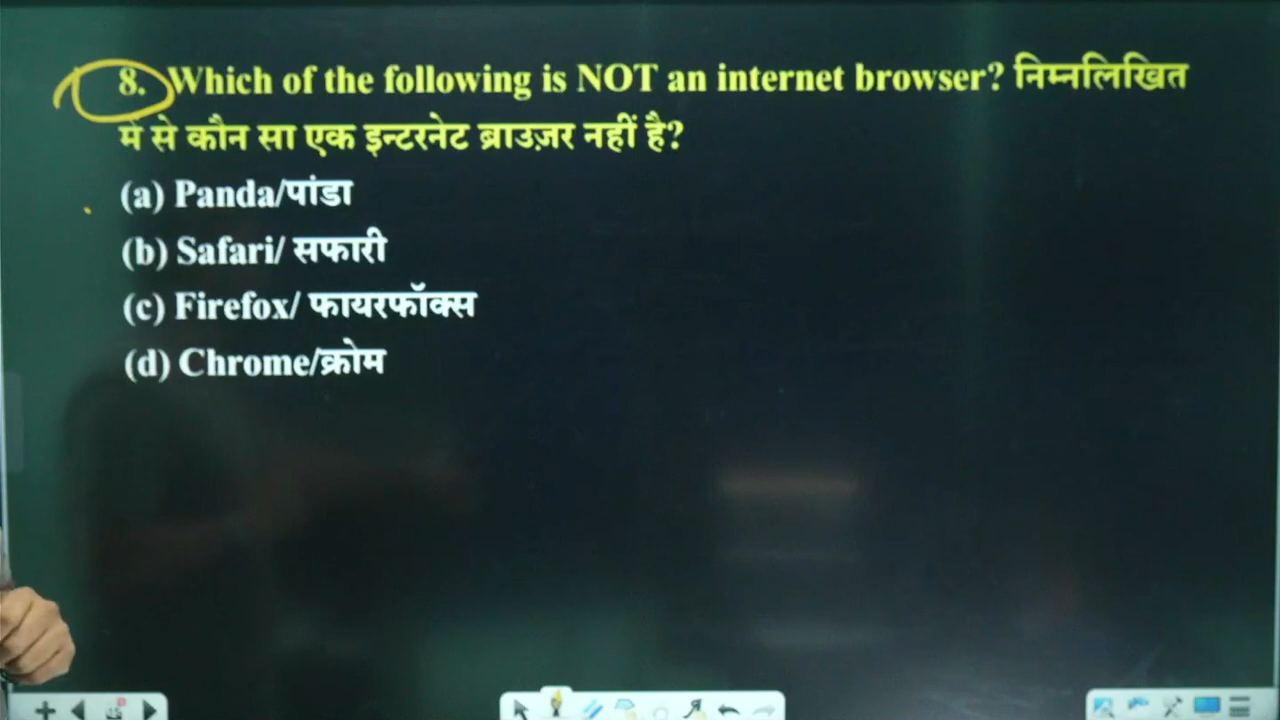 8. Which of the following is NOT an internet browser? निम्नलिखित
में से कौन सा एक इन्टरनेट ब्राउज़र नहीं है?
(a) Panda/पांडा
(b) Safari/ सफारी
(c) Firefox/ फायरफॉक्स
(d) Chrome/क्रोम